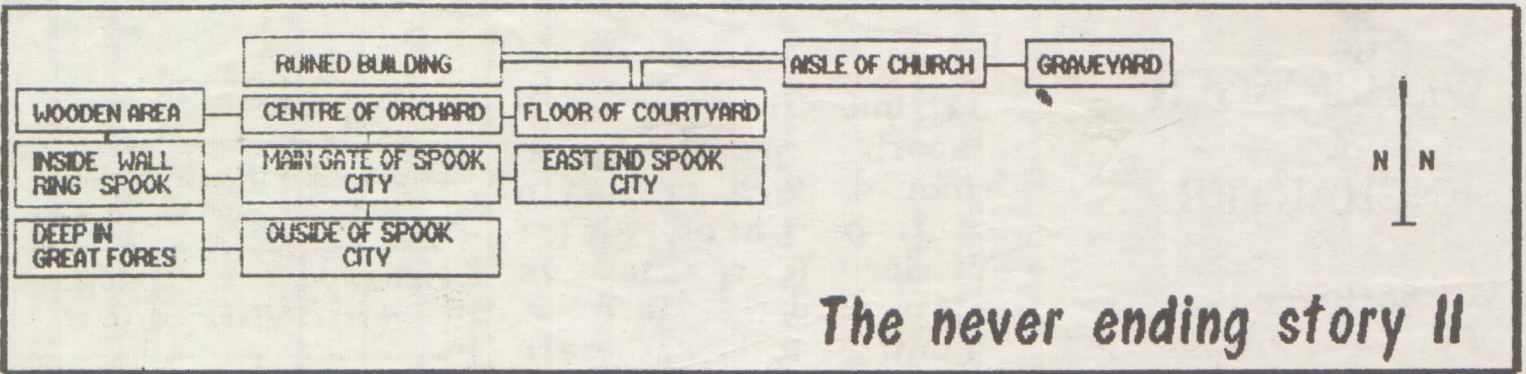 RUINED BUILDING
AISLE OF CHURCH
GRAVEYARD
WOODEN AREA
CENTRE OF ORCHARD
FLOOR OF COURTYARD
INSIDE WALL
RING SPOOK
MAIN GATE OF SPOOK
CITY
EAST END SPOOK
CITY
N N
DEEP IN
GREAT FORES
OUSIDE OF SPOOK
CITY
The never ending story II